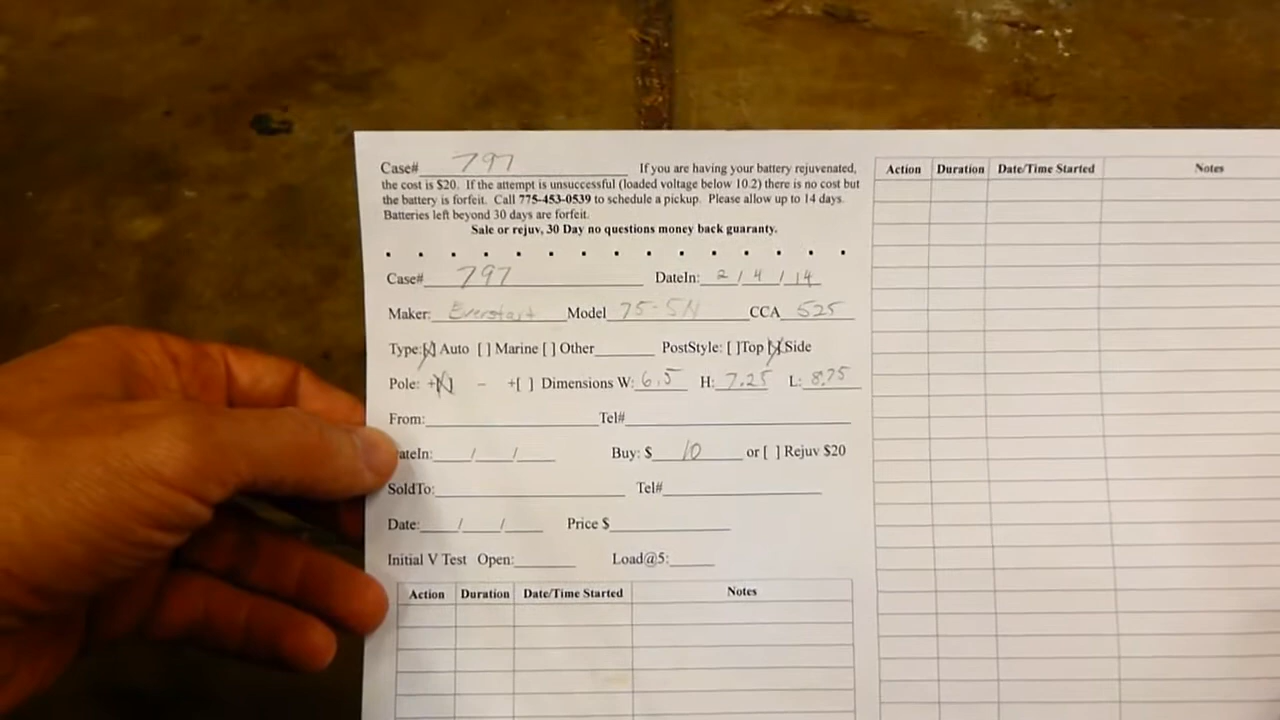 Case# 797 If you are having your battery rejuvenated,
the cost is $20. If the attempt is unsuccessful (loaded voltage below 10.2) there is no cost but
the battery is forfeit. Call 775-453-0539 to schedule a pickup. Please allow up to 14 days.
Batteries left beyond 30 days are forfeit.
Sale or rejuv, 30 Day no questions money back guaranty.
Case# 797 DateIn: 2 / 4 / 14
Maker: Everstart Model 75-5N CCA 525
Type:[X] Auto [ ] Marine [ ] Other PostStyle: [ ]Top [X]Side
Pole: +[X] - +[ ] Dimensions W: 6.5 H: 7.25 L: 8.75
From: Tel#
ateIn: / / Buy: $ 10 or [ ] Rejuv $20
SoldTo: Tel#
Date: / / Price $
Initial V Test Open: Load@5:
Action Duration Date/Time Started Notes
Action Duration Date/Time Started Notes